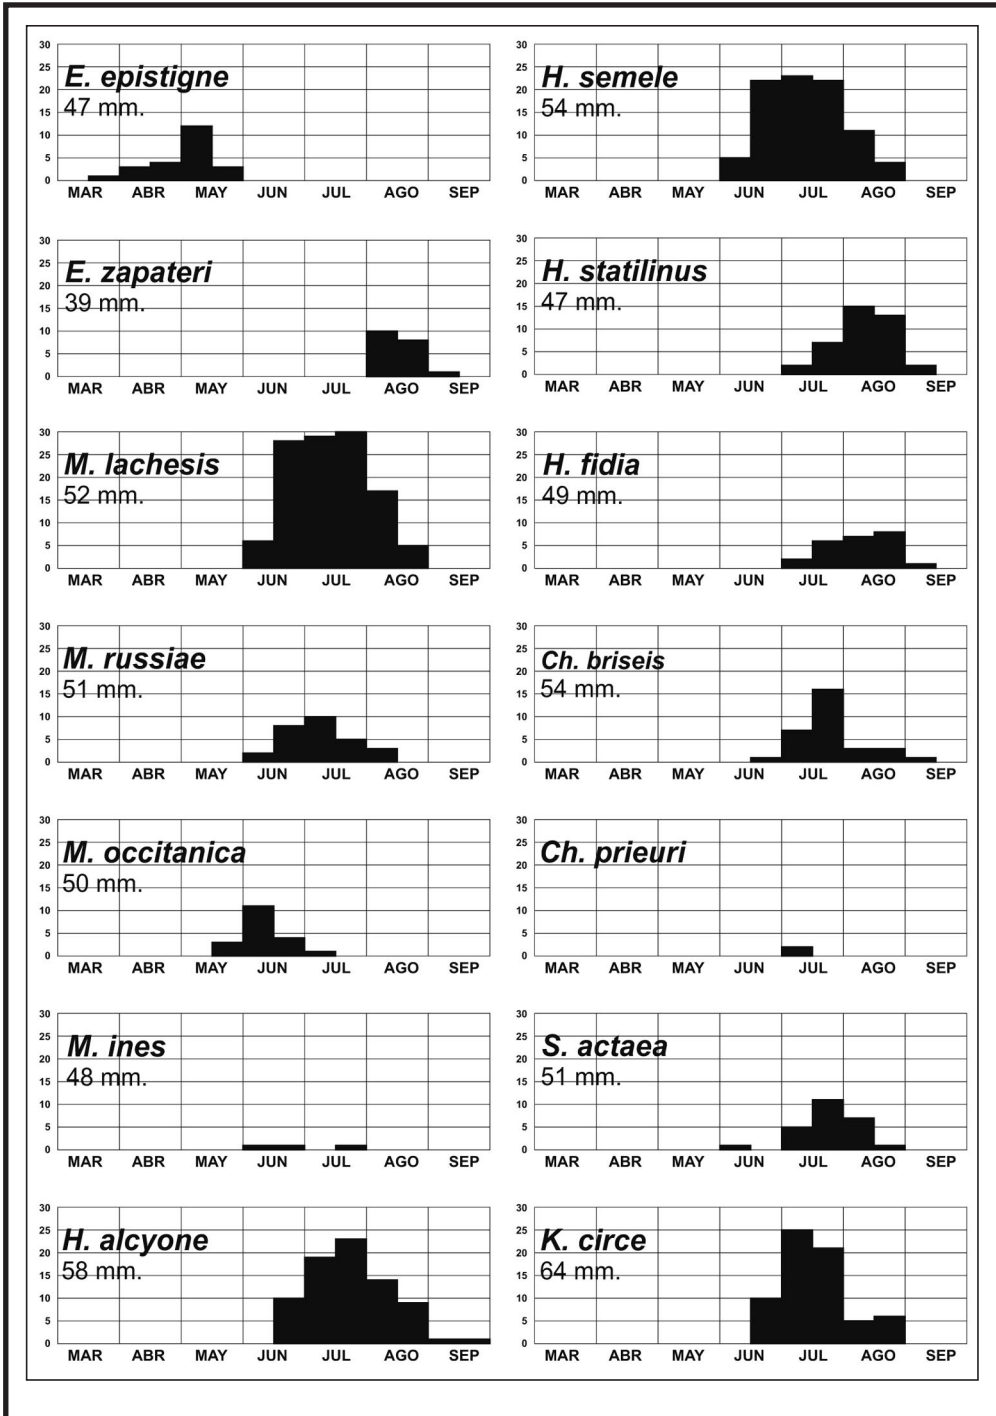 30
25
E. epistigne
20
47 mm.
15
10
5
0
MAR ABR MAY JUN JUL AGO SEP
30
25
E. zapateri
20
39 mm.
15
10
5
0
MAR ABR MAY JUN JUL AGO SEP
30
25
M. lachesis
20
52 mm.
15
10
5
0
MAR ABR MAY JUN JUL AGO SEP
30
25
M. russiae
20
51 mm.
15
10
5
0
MAR ABR MAY JUN JUL AGO SEP
30
25
M. occitanica
20
50 mm.
15
10
5
0
MAR ABR MAY JUN JUL AGO SEP
30
25
M. ines
20
48 mm.
15
10
5
0
MAR ABR MAY JUN JUL AGO SEP
30
25
H. alcyone
20
58 mm.
15
10
5
0
MAR ABR MAY JUN JUL AGO SEP
30
25
H. semele
20
54 mm.
15
10
5
0
MAR ABR MAY JUN JUL AGO SEP
30
25
H. statilinus
20
47 mm.
15
10
5
0
MAR ABR MAY JUN JUL AGO SEP
30
25
H. fidia
20
49 mm.
15
10
5
0
MAR ABR MAY JUN JUL AGO SEP
30
25
Ch. briseis
20
54 mm.
15
10
5
0
MAR ABR MAY JUN JUL AGO SEP
30
25
Ch. prieuri
20
15
10
5
0
MAR ABR MAY JUN JUL AGO SEP
30
25
S. actaea
20
51 mm.
15
10
5
0
MAR ABR MAY JUN JUL AGO SEP
30
25
K. circe
20
64 mm.
15
10
5
0
MAR ABR MAY JUN JUL AGO SEP